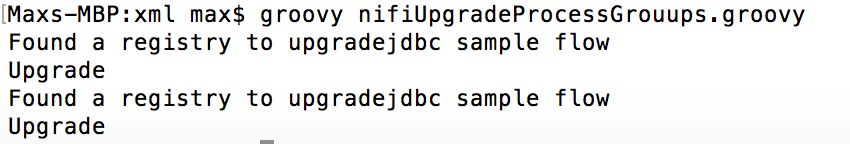 [Maxs-MBP:xml max$ groovy nifiUpgradeProcessGrouups.groovy
Found a registry to upgradejdbc sample flow
Upgrade
Found a registry to upgradejdbc sample flow
Upgrade